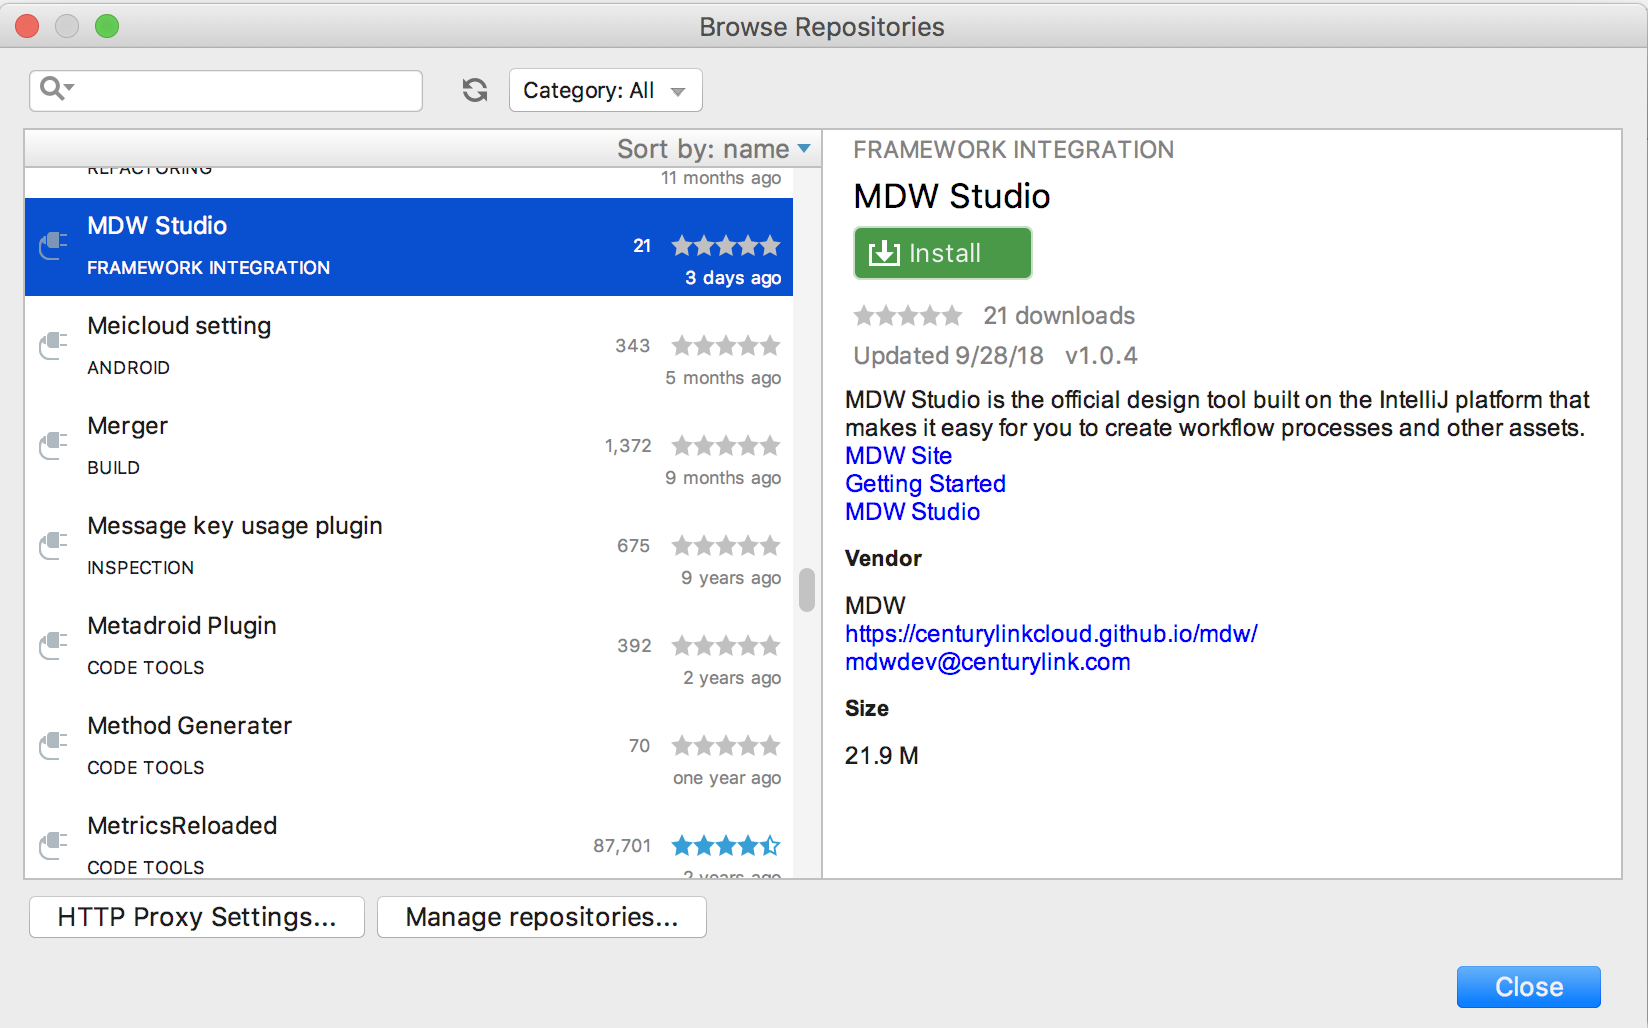 Browse Repositories
Category: All
Sort by: name
REFACTORING
11 months ago
MDW Studio
21
FRAMEWORK INTEGRATION
3 days ago
Meicloud setting
343
ANDROID
5 months ago
Merger
1,372
BUILD
9 months ago
Message key usage plugin
675
INSPECTION
9 years ago
Metadroid Plugin
392
CODE TOOLS
2 years ago
Method Generater
70
CODE TOOLS
one year ago
MetricsReloaded
87,701
CODE TOOLS
2 years ago
FRAMEWORK INTEGRATION
MDW Studio
Install
21 downloads
Updated 9/28/18 v1.0.4
MDW Studio is the official design tool built on the IntelliJ platform that
makes it easy for you to create workflow processes and other assets.
MDW Site
Getting Started
MDW Studio
Vendor
MDW
https://centurylinkcloud.github.io/mdw/
mdwdev@centurylink.com
Size
21.9 M
HTTP Proxy Settings...
Manage repositories...
Close